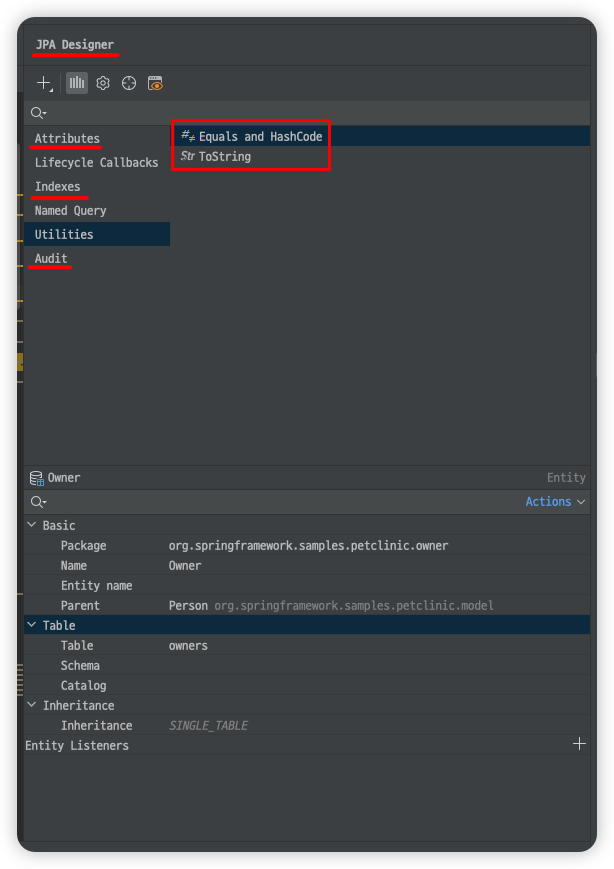 JPA Designer
Attributes
Lifecycle Callbacks
Indexes
Named Query
Utilities
Audit
Equals and HashCode
Str ToString
Owner Entity
Actions
Basic
Package org.springframework.samples.petclinic.owner
Name Owner
Entity name
Parent Person org.springframework.samples.petclinic.model
Table
Table owners
Schema
Catalog
Inheritance
Inheritance SINGLE_TABLE
Entity Listeners